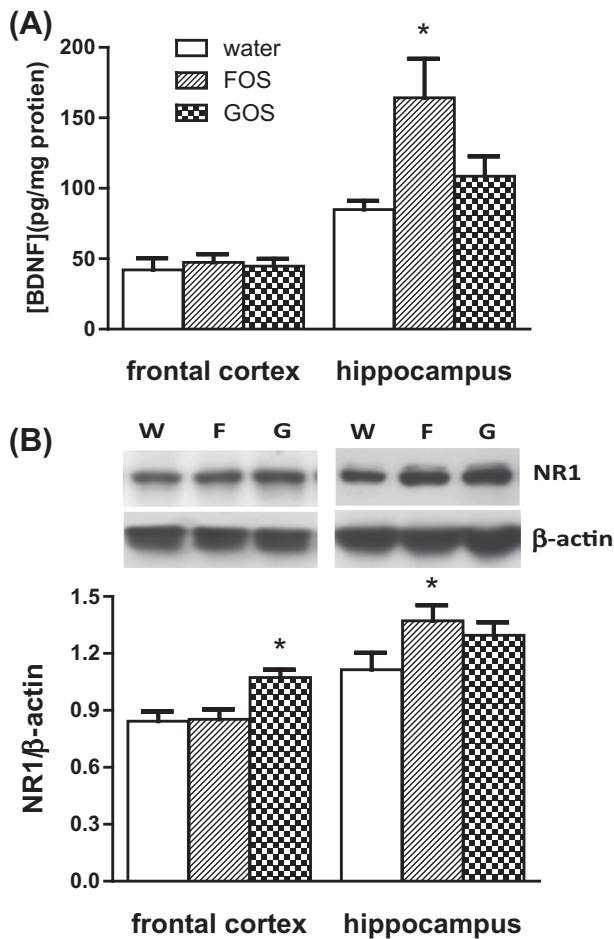 (A)
[BDNF](pg/mg protien)
200
150
100
50
0
water
FOS
GOS
*
frontal cortex hippocampus
(B)
W F G W F G
NR1
β-actin
NR1/β-actin
1.5
1.2
0.9
0.6
0.3
0.0
*
*
frontal cortex hippocampus